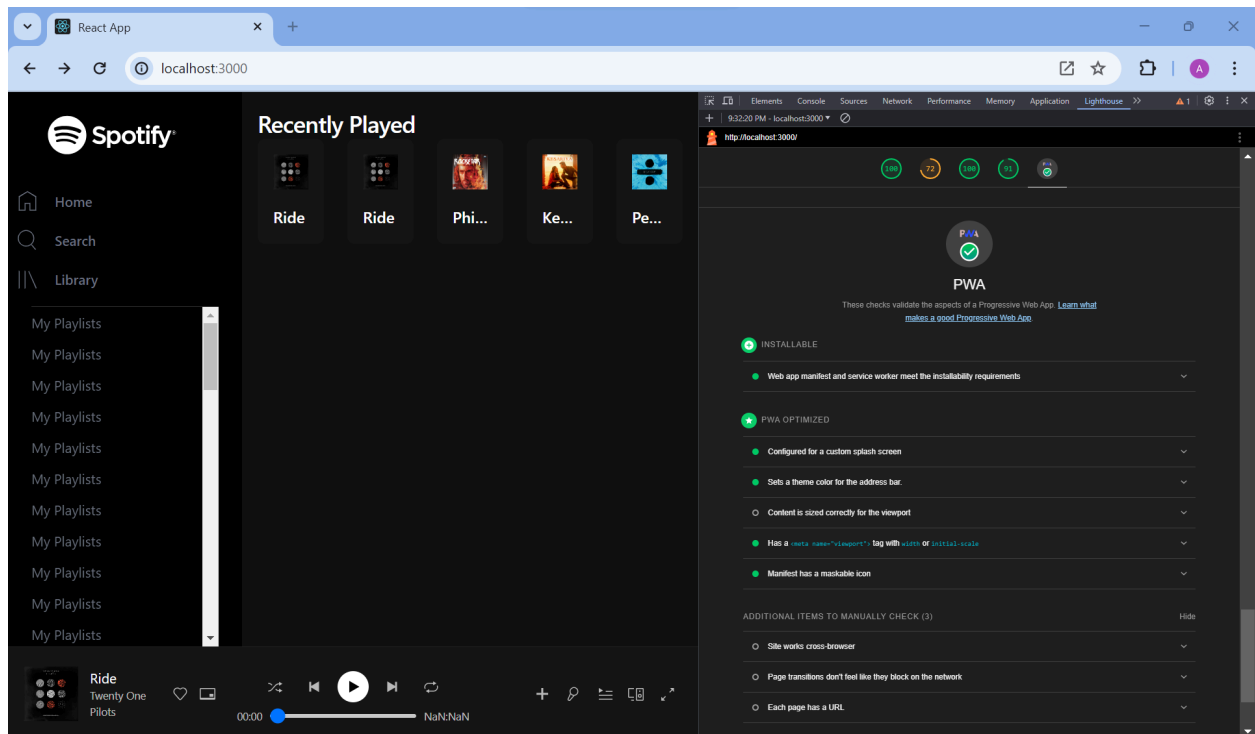 React App
localhost:3000
A
Spotify
Home
Search
Library
My Playlists
My Playlists
My Playlists
My Playlists
My Playlists
My Playlists
My Playlists
My Playlists
My Playlists
My Playlists
My Playlists
Recently Played
Ride
Ride
Phi...
Ke...
Pe...
Ride
Twenty One
Pilots
00:00
NaN:NaN
Elements Console Sources Network Performance Memory Application Lighthouse 1
9:32:20 PM - localhost:3000
http://localhost:3000/
100 72 100 91
PWA
PWA
These checks validate the aspects of a Progressive Web App. Learn what
makes a good Progressive Web App.
INSTALLABLE
Web app manifest and service worker meet the installability requirements
PWA OPTIMIZED
Configured for a custom splash screen
Sets a theme color for the address bar.
Content is sized correctly for the viewport
Has a <meta name="viewport"> tag with width or initial-scale
Manifest has a maskable icon
ADDITIONAL ITEMS TO MANUALLY CHECK (3) Hide
Site works cross-browser
Page transitions don't feel like they block on the network
Each page has a URL